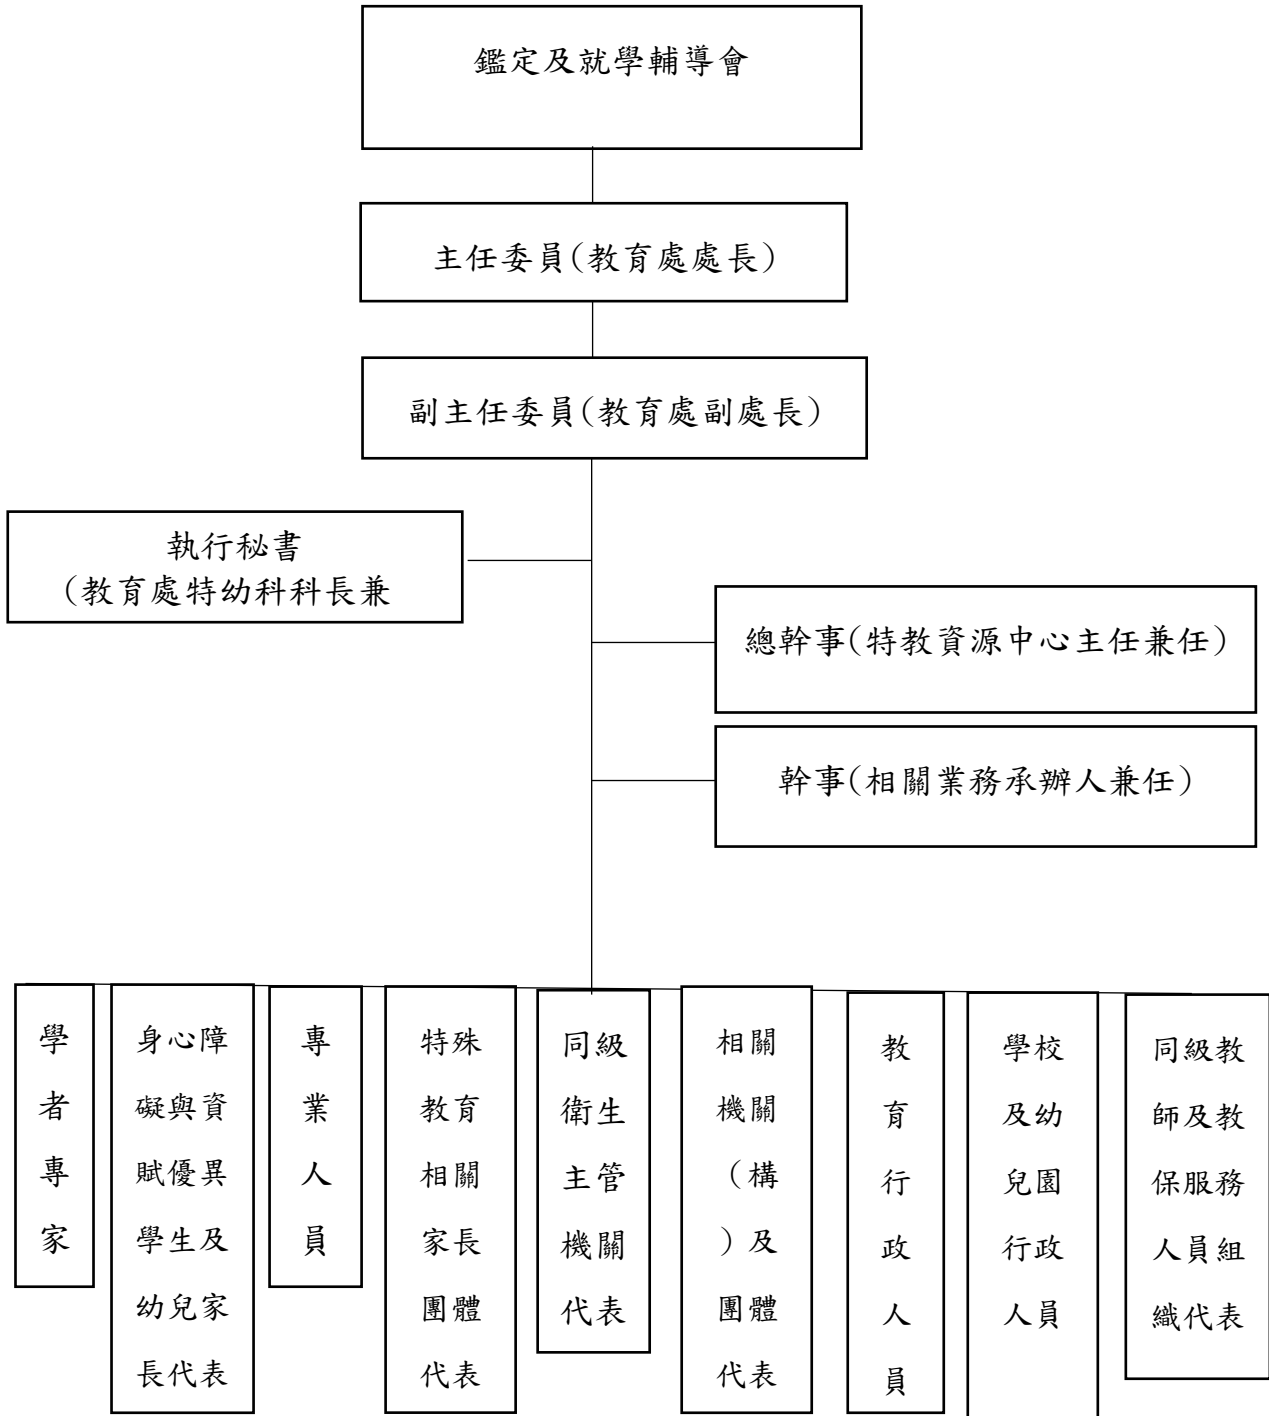 鑑定及就學輔導會
主任委員(教育處處長)
副主任委員(教育處副處長)
執行秘書
(教育處特幼科科長兼
總幹事(特教資源中心主任兼任)
幹事(相關業務承辦人兼任)
學
者
專
家
身心障
礙與資
賦優異
學生及
幼兒家
長代表
專
業
人
員
特殊
教育
相關
家長
團體
代表
同級
衛生
主管
機關
代表
相關
機關
(構
)及
團體
代表
教
育
行
政
人
員
學校
及幼
兒園
行政
人員
同級教
師及教
保服務
人員組
織代表